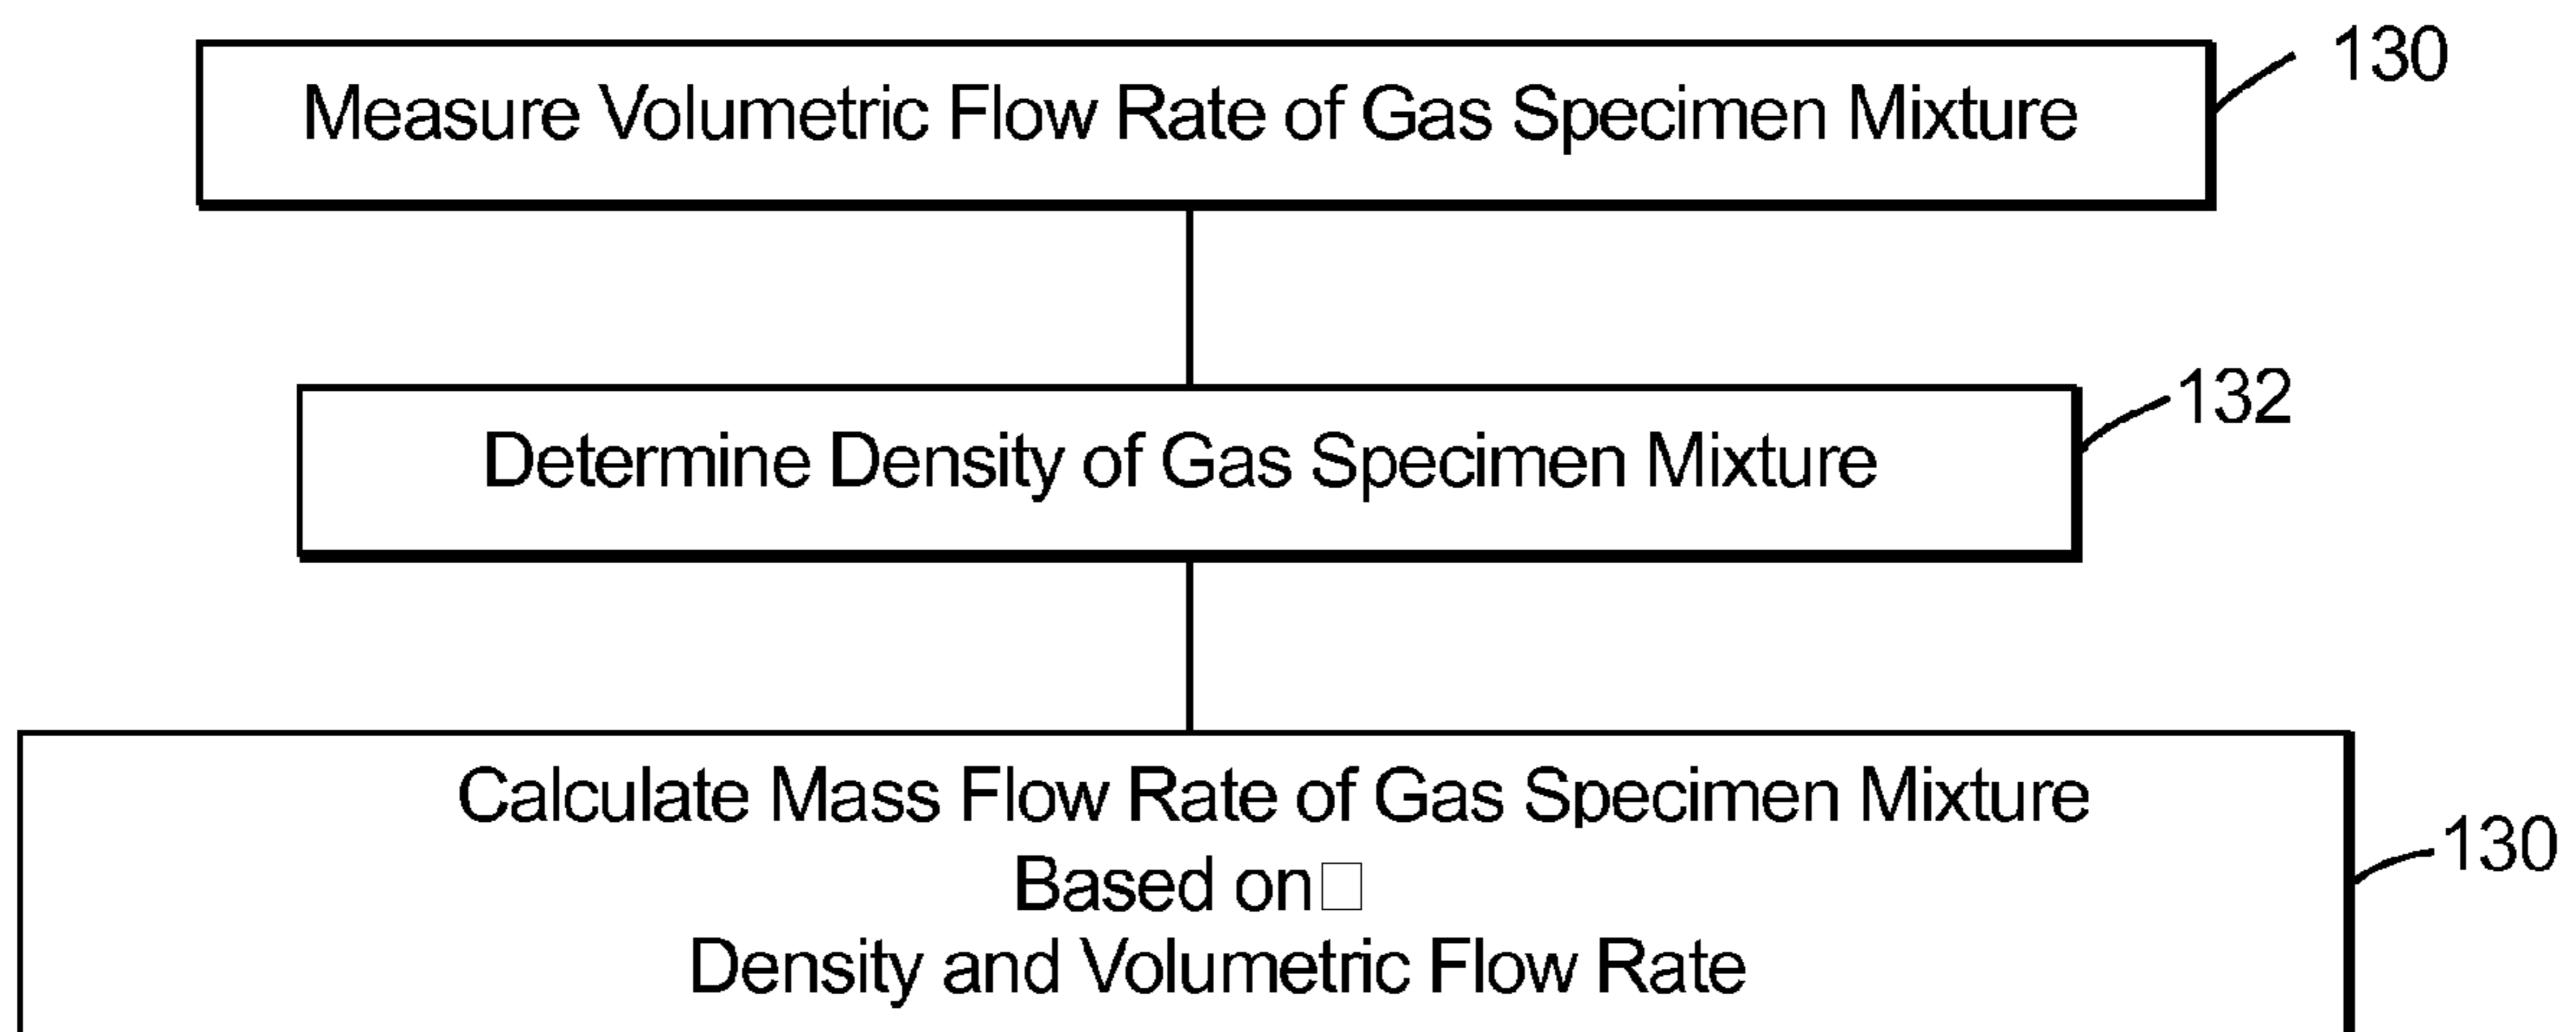 Measure Volumetric Flow Rate of Gas Specimen Mixture
130
Determine Density of Gas Specimen Mixture
132
Calculate Mass Flow Rate of Gas Specimen Mixture
Based on□
Density and Volumetric Flow Rate
130